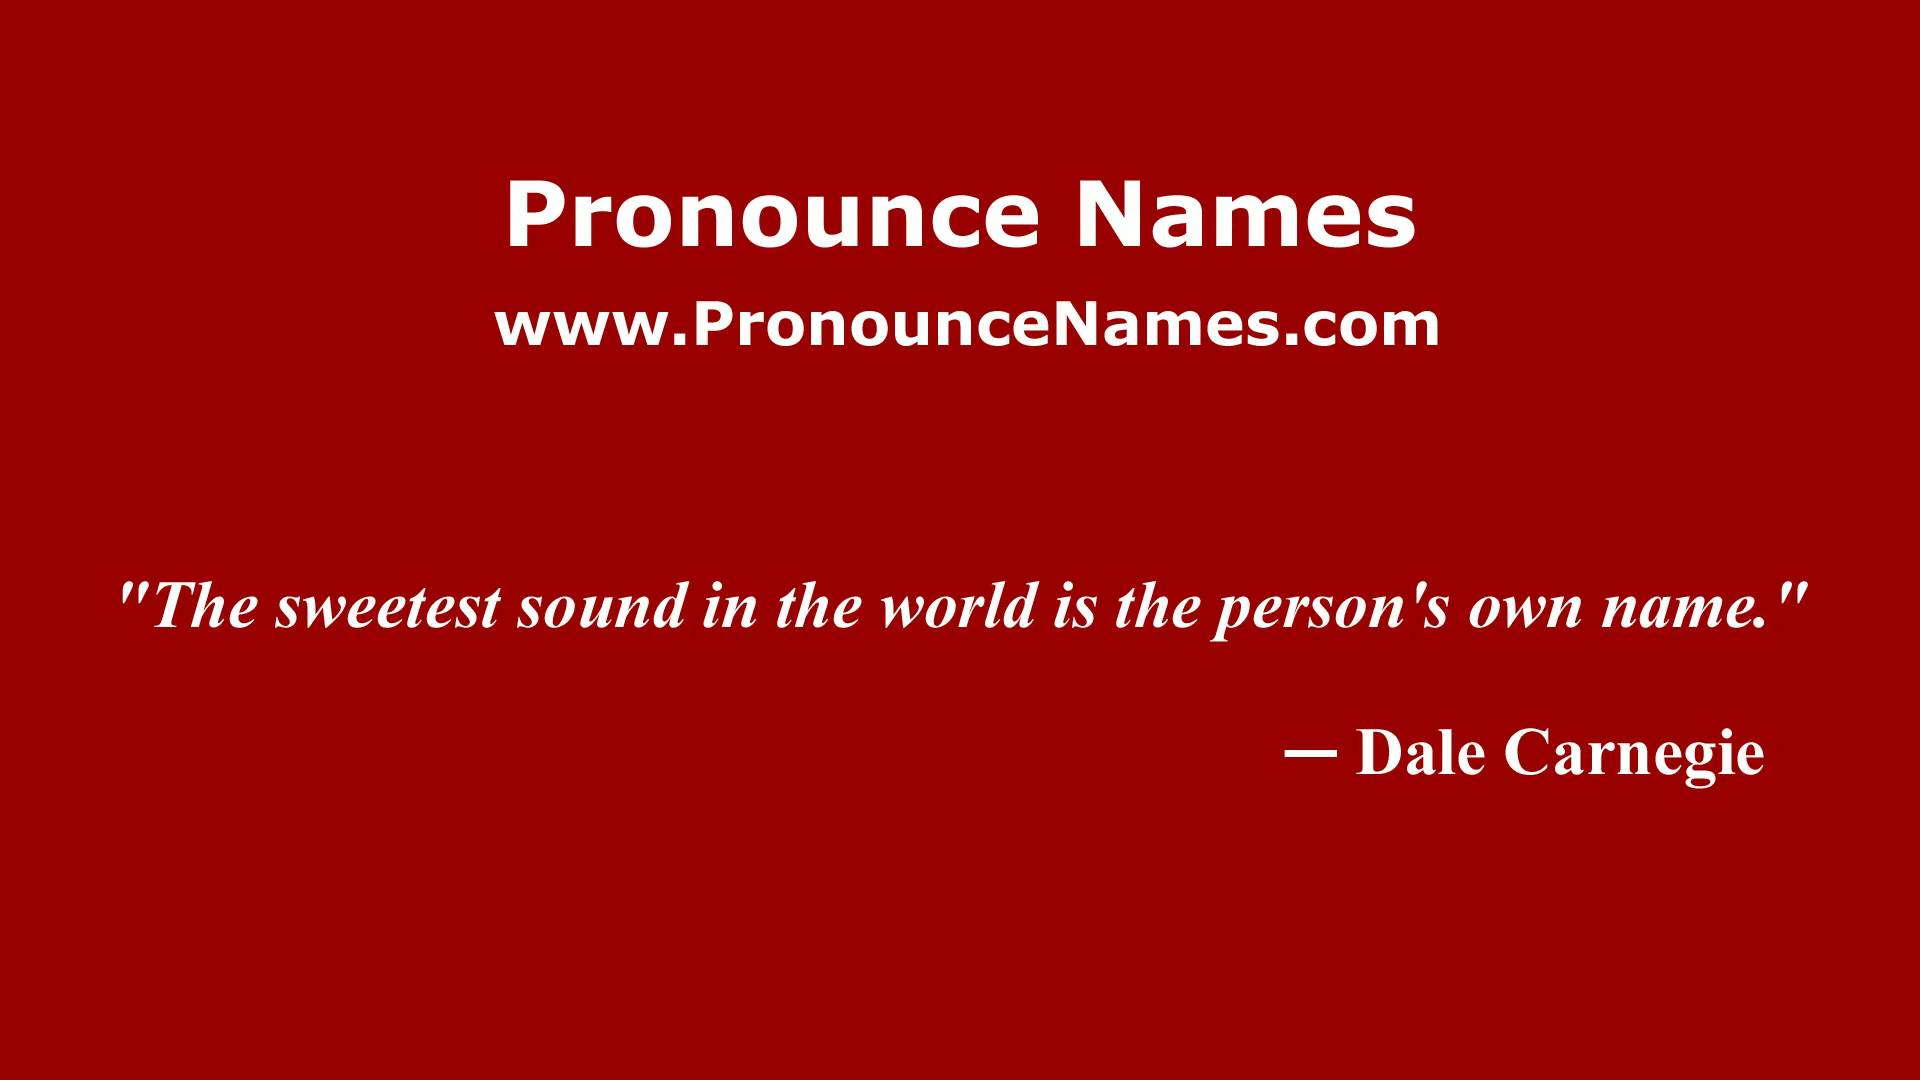 Pronounce Names
www.PronounceNames.com
"The sweetest sound in the world is the person's own name."
— Dale Carnegie